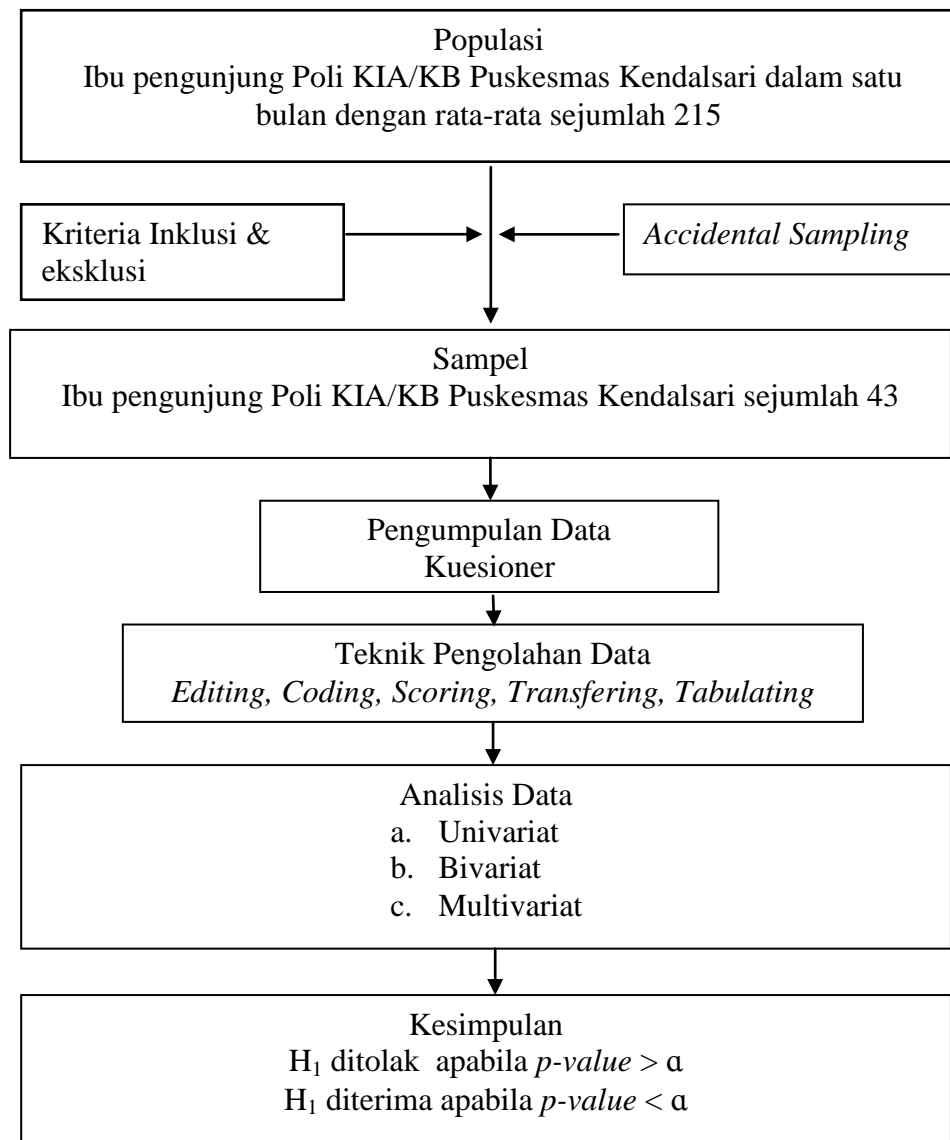 Populasi
Ibu pengunjung Poli KIA/KB Puskesmas Kendalsari dalam satu
bulan dengan rata-rata sejumlah 215
Kriteria Inklusi &
eksklusi
Accidental Sampling
Sampel
Ibu pengunjung Poli KIA/KB Puskesmas Kendalsari sejumlah 43
Pengumpulan Data
Kuesioner
Teknik Pengolahan Data
Editing, Coding, Scoring, Transfering, Tabulating
Analisis Data
a. Univariat
b. Bivariat
c. Multivariat
Kesimpulan
H₁ ditolak apabila p-value > α
H₁ diterima apabila p-value < α